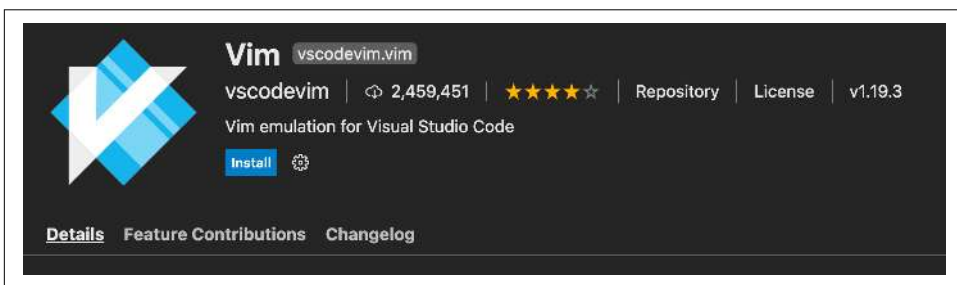 Vim vscodevim.vim
vscodevim 2,459,451 Repository License v1.19.3
Vim emulation for Visual Studio Code
Install
Details Feature Contributions Changelog